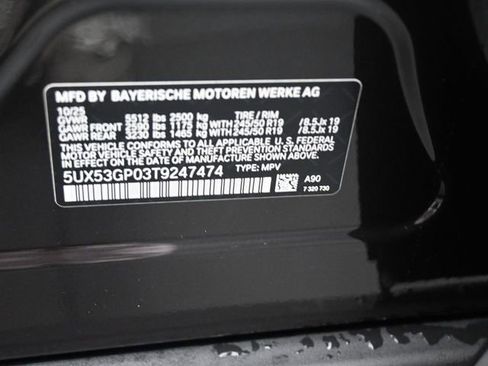 MFD BY BAYERISCHE MOTOREN WERKE AG
10/25 TIRE / RIM
GVWR 5512 lbs 2500 kg
GAWR FRONT 2590 lbs 1175 kg WITH 245/50 R19 /8.5Jx 19
GAWR REAR 3230 lbs 1465 kg WITH 245/50 R19 /8.5Jx 19
THIS VEHICLE CONFORMS TO ALL APPLICABLE FEDERAL MOTOR
VEHICLE SAFETY AND THEFT PREVENTION STANDARDS
IN EFFECT ON THE DATE OF MANUFACTURE SHOWN ABOVE.
5UX53GP03T9247474 TYPE: MPV
A90
7 320 730